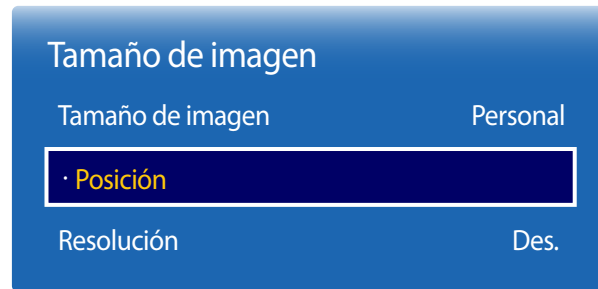 Tamaño de imagen
Tamaño de imagen Personal
· Posición
Resolución Des.